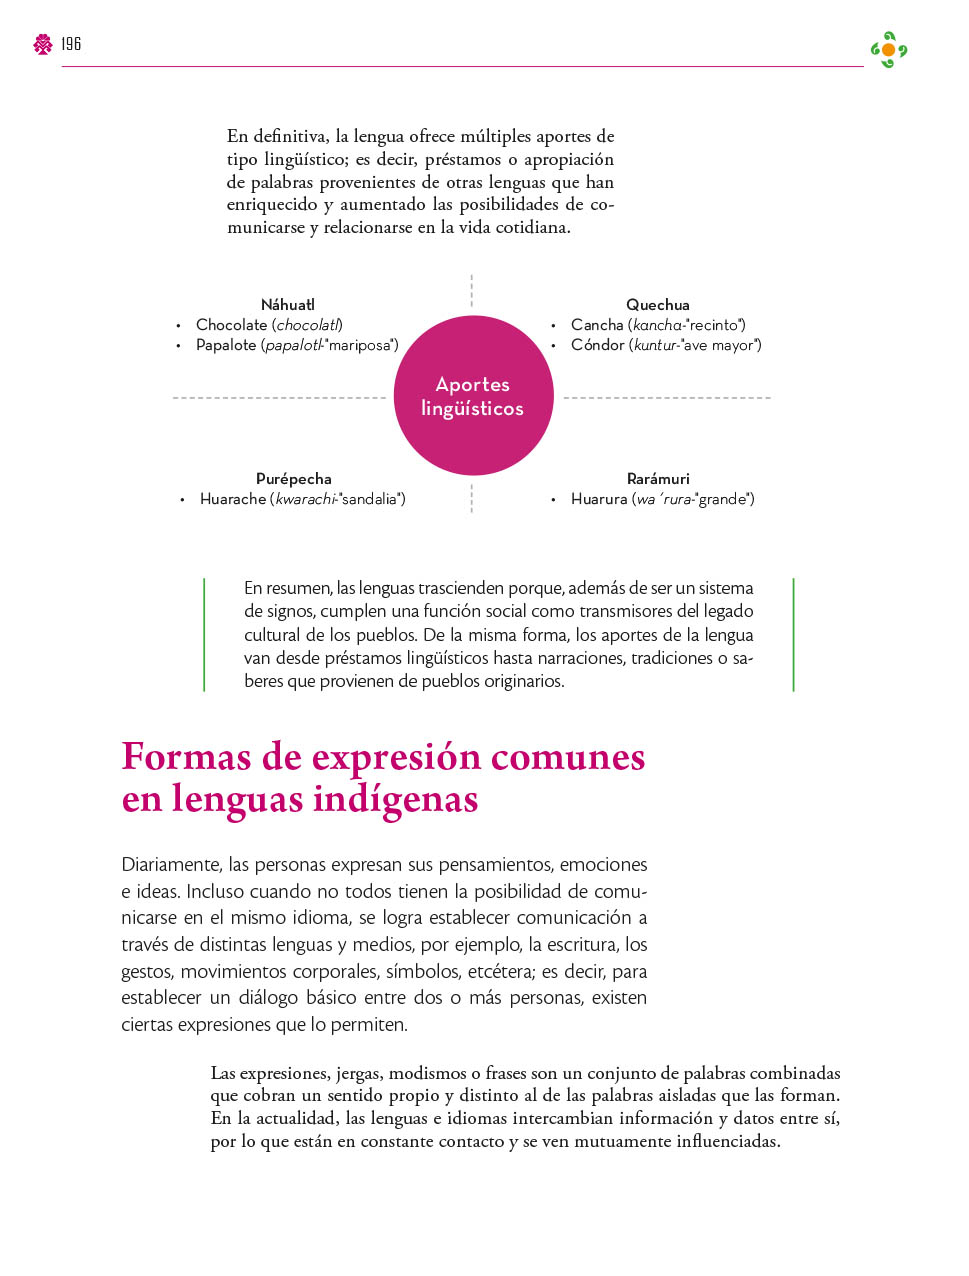 196
En definitiva, la lengua ofrece múltiples aportes de
tipo lingüístico; es decir, préstamos o apropiación
de palabras provenientes de otras lenguas que han
enriquecido y aumentado las posibilidades de co-
municarse y relacionarse en la vida cotidiana.
Náhuatl
• Chocolate (chocolatl)
• Papalote (papalotl-"mariposa")
Quechua
• Cancha (kancha-"recinto")
• Cóndor (kuntur-"ave mayor")
Aportes
lingüísticos
Purépecha
• Huarache (kwarachi-"sandalia")
Rarámuri
• Huarura (wa ´rura-"grande")
En resumen, las lenguas trascienden porque, además de ser un sistema
de signos, cumplen una función social como transmisores del legado
cultural de los pueblos. De la misma forma, los aportes de la lengua
van desde préstamos lingüísticos hasta narraciones, tradiciones o sa-
beres que provienen de pueblos originarios.
Formas de expresión comunes
en lenguas indígenas
Diariamente, las personas expresan sus pensamientos, emociones
e ideas. Incluso cuando no todos tienen la posibilidad de comu-
nicarse en el mismo idioma, se logra establecer comunicación a
través de distintas lenguas y medios, por ejemplo, la escritura, los
gestos, movimientos corporales, símbolos, etcétera; es decir, para
establecer un diálogo básico entre dos o más personas, existen
ciertas expresiones que lo permiten.
Las expresiones, jergas, modismos o frases son un conjunto de palabras combinadas
que cobran un sentido propio y distinto al de las palabras aisladas que las forman.
En la actualidad, las lenguas e idiomas intercambian información y datos entre sí,
por lo que están en constante contacto y se ven mutuamente influenciadas.